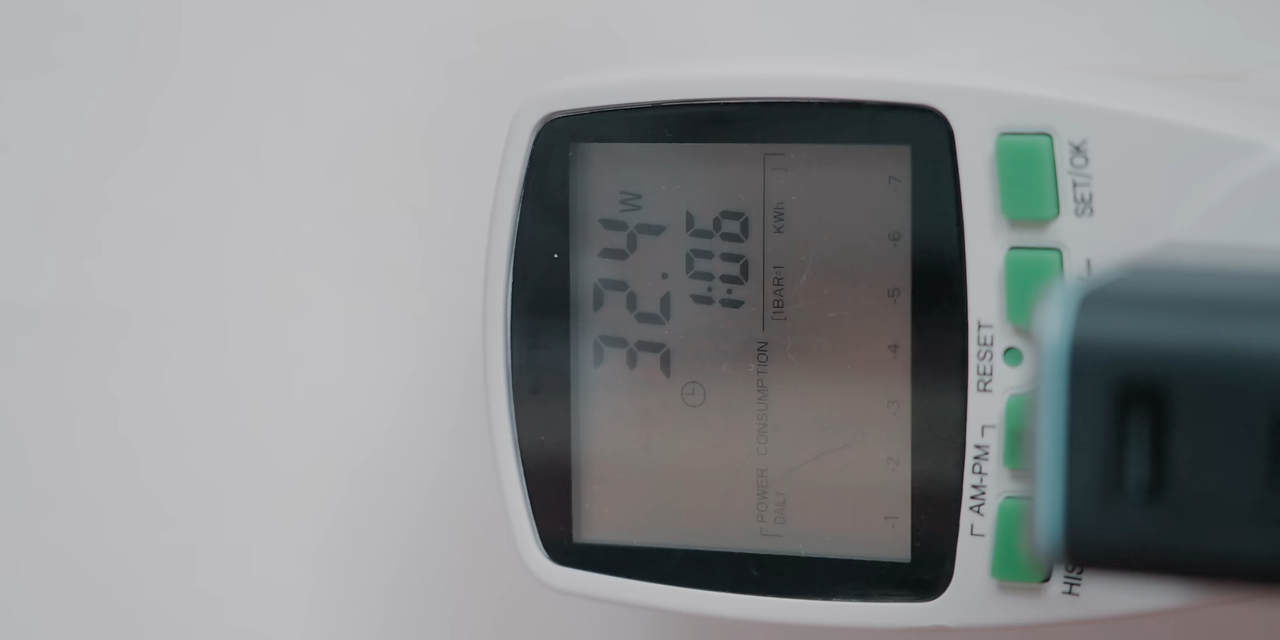 32.4 W
1:06
POWER CONSUMPTION
DAILY [1BAR=1 KWh ]
-1 -2 -3 -4 -5 -6 -7
AM-PM RESET
SET/OK